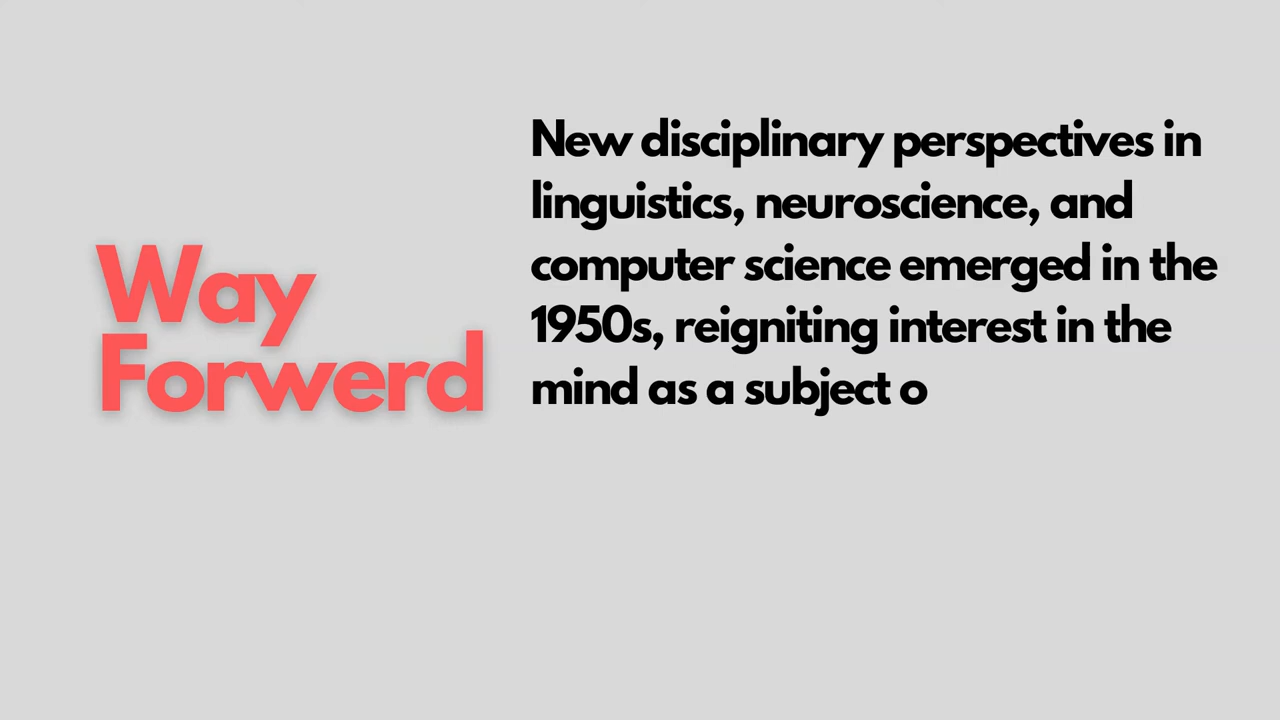 Way
Forwerd
New disciplinary perspectives in
linguistics, neuroscience, and
computer science emerged in the
1950s, reigniting interest in the
mind as a subject o